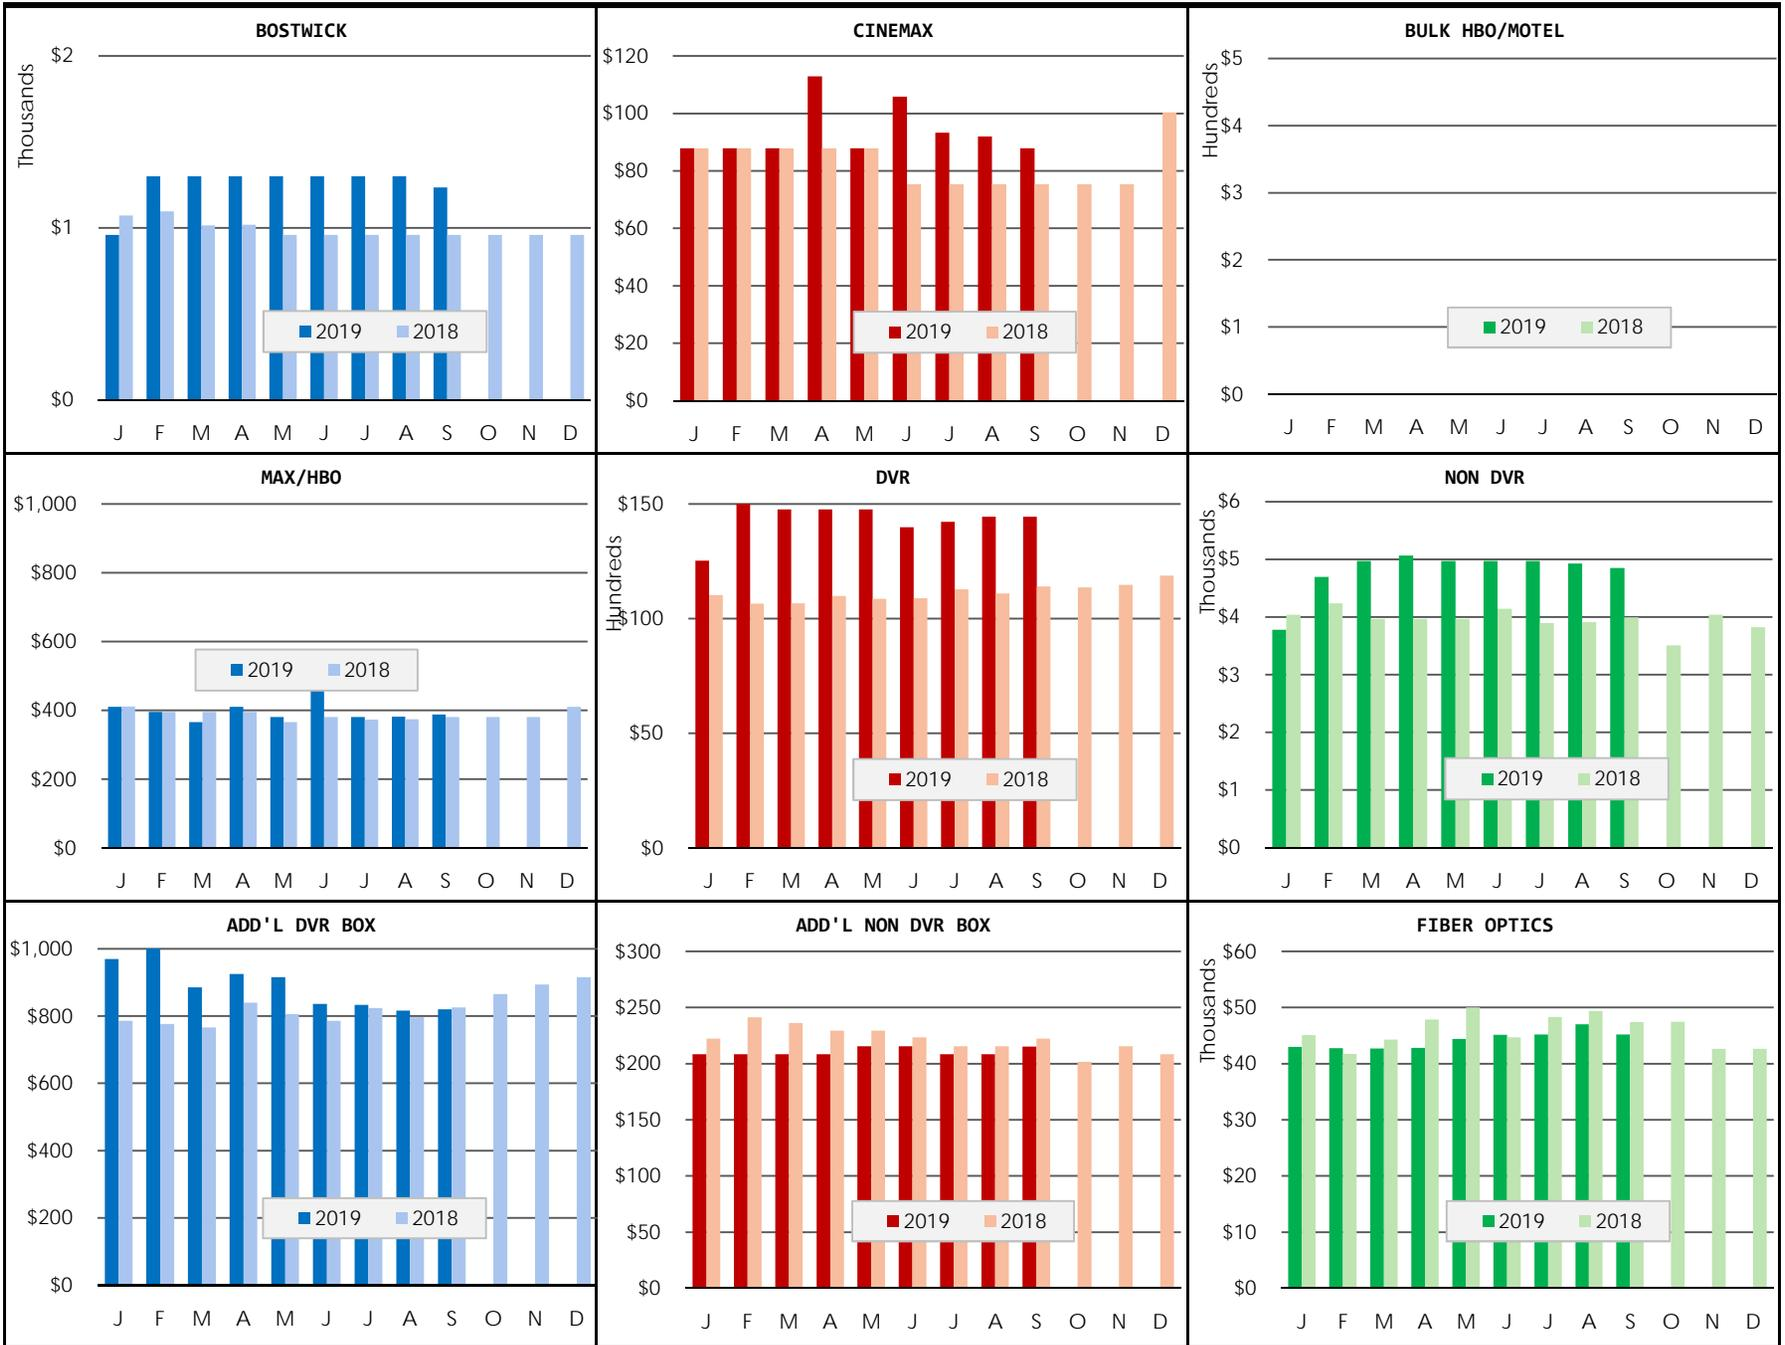 BOSTWICK
Thousands
$2
$1
$0
2019 2018
J F M A M J J A S O N D
CINEMAX
$120
$100
$80
$60
$40
$20
$0
2019 2018
J F M A M J J A S O N D
BULK HBO/MOTEL
Hundreds
$5
$4
$3
$2
$1
$0
2019 2018
J F M A M J J A S O N D
MAX/HBO
$1,000
$800
$600
$400
$200
$0
2019 2018
J F M A M J J A S O N D
DVR
Hundreds
$150
$100
$50
$0
2019 2018
J F M A M J J A S O N D
NON DVR
Thousands
$6
$5
$4
$3
$2
$1
$0
2019 2018
J F M A M J J A S O N D
ADD'L DVR BOX
$1,000
$800
$600
$400
$200
$0
2019 2018
J F M A M J J A S O N D
ADD'L NON DVR BOX
$300
$250
$200
$150
$100
$50
$0
2019 2018
J F M A M J J A S O N D
FIBER OPTICS
Thousands
$60
$50
$40
$30
$20
$10
$0
2019 2018
J F M A M J J A S O N D